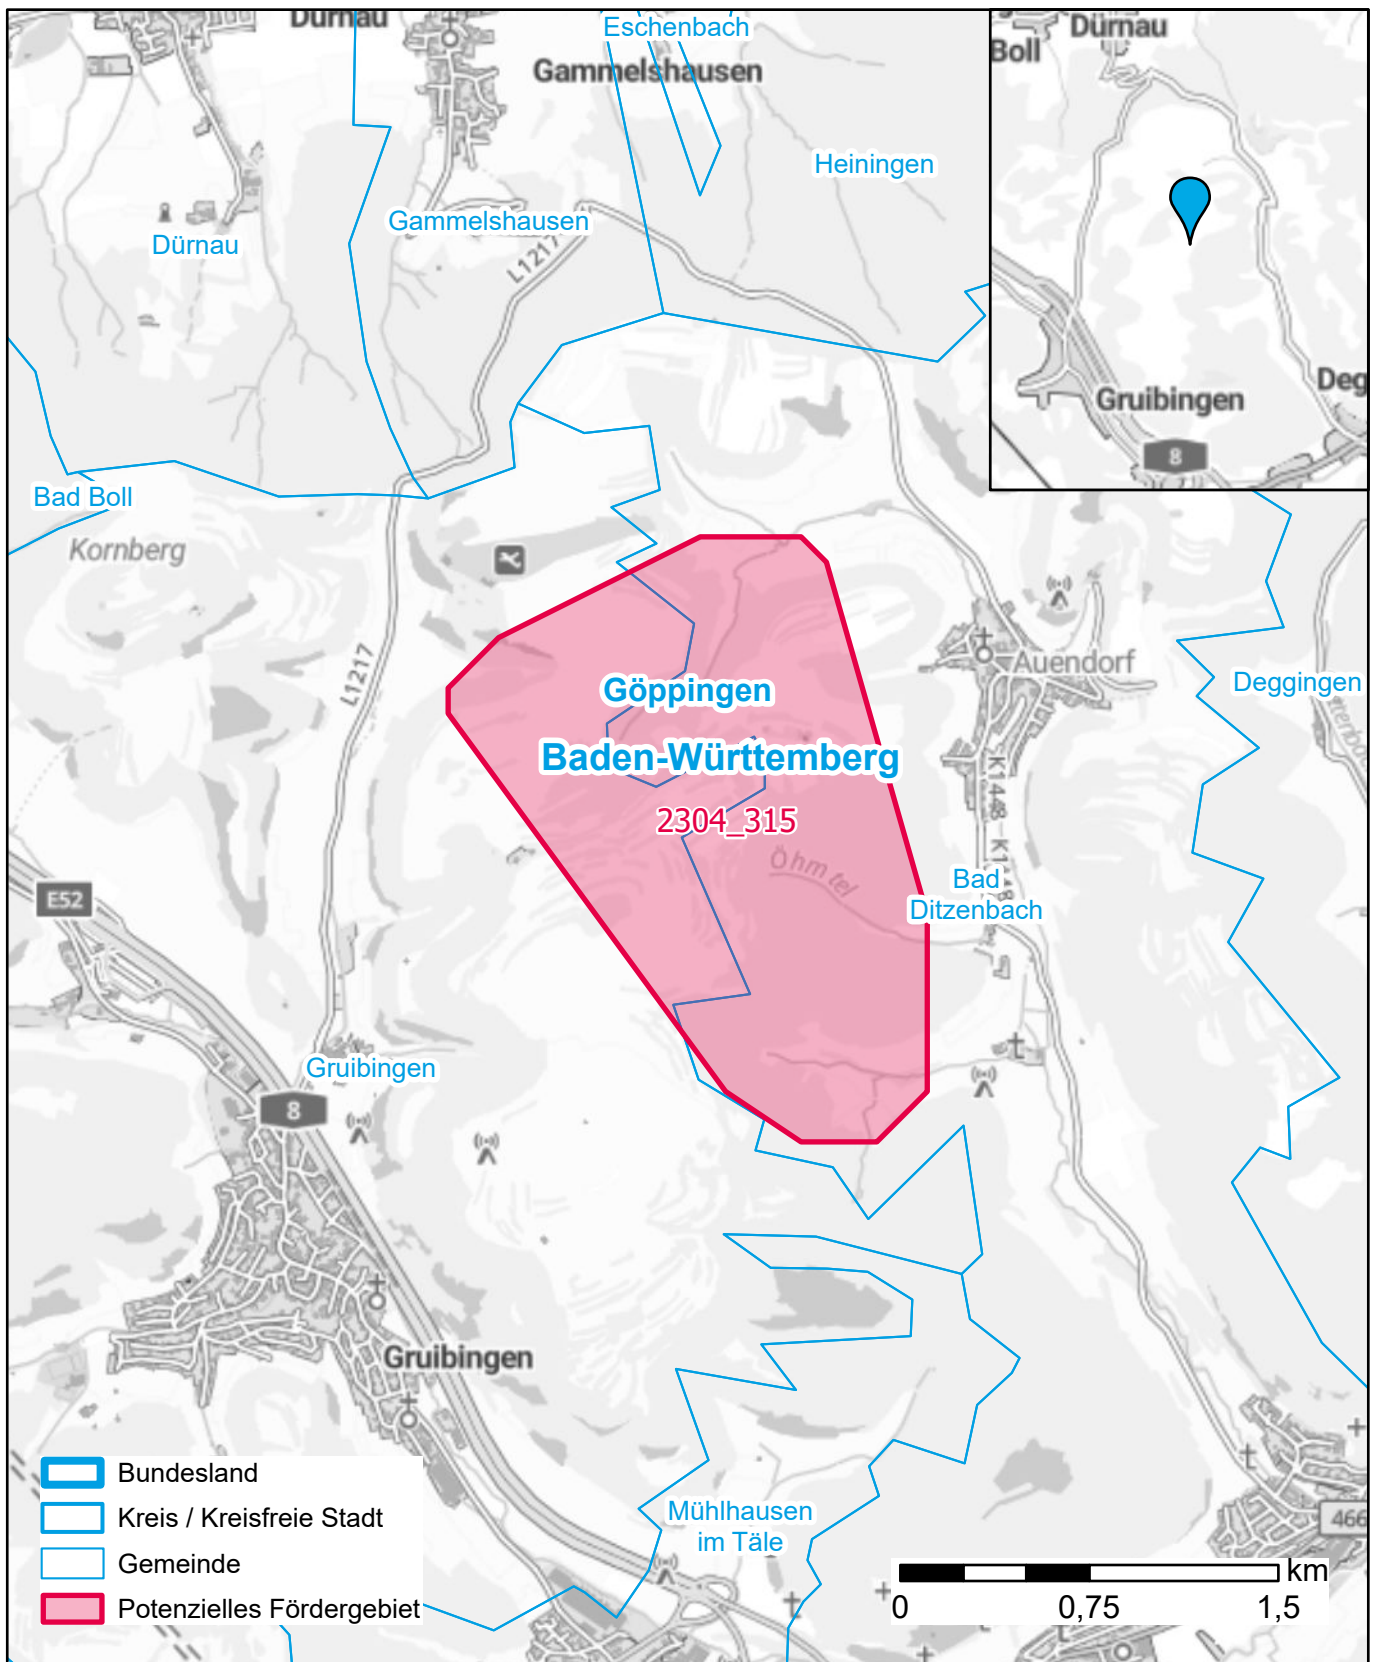 Dürnau
Eschenbach
Gammelshausen
Heiningen
Gammelshausen
Dürnau
L1217
Dürnau
Boll
Gruibingen
Deg
8
Bad Boll
Kornberg
L1217
Auendorf
Deggingen
Göppingen
Baden-Württemberg
2304_315
Öhmtel
K1448
K1448
Bad
Ditzenbach
E52
Gruibingen
8
Gruibingen
Mühlhausen
im Täle
466
Bundesland
Kreis / Kreisfreie Stadt
Gemeinde
Potenzielles Fördergebiet
km
0 0,75 1,5